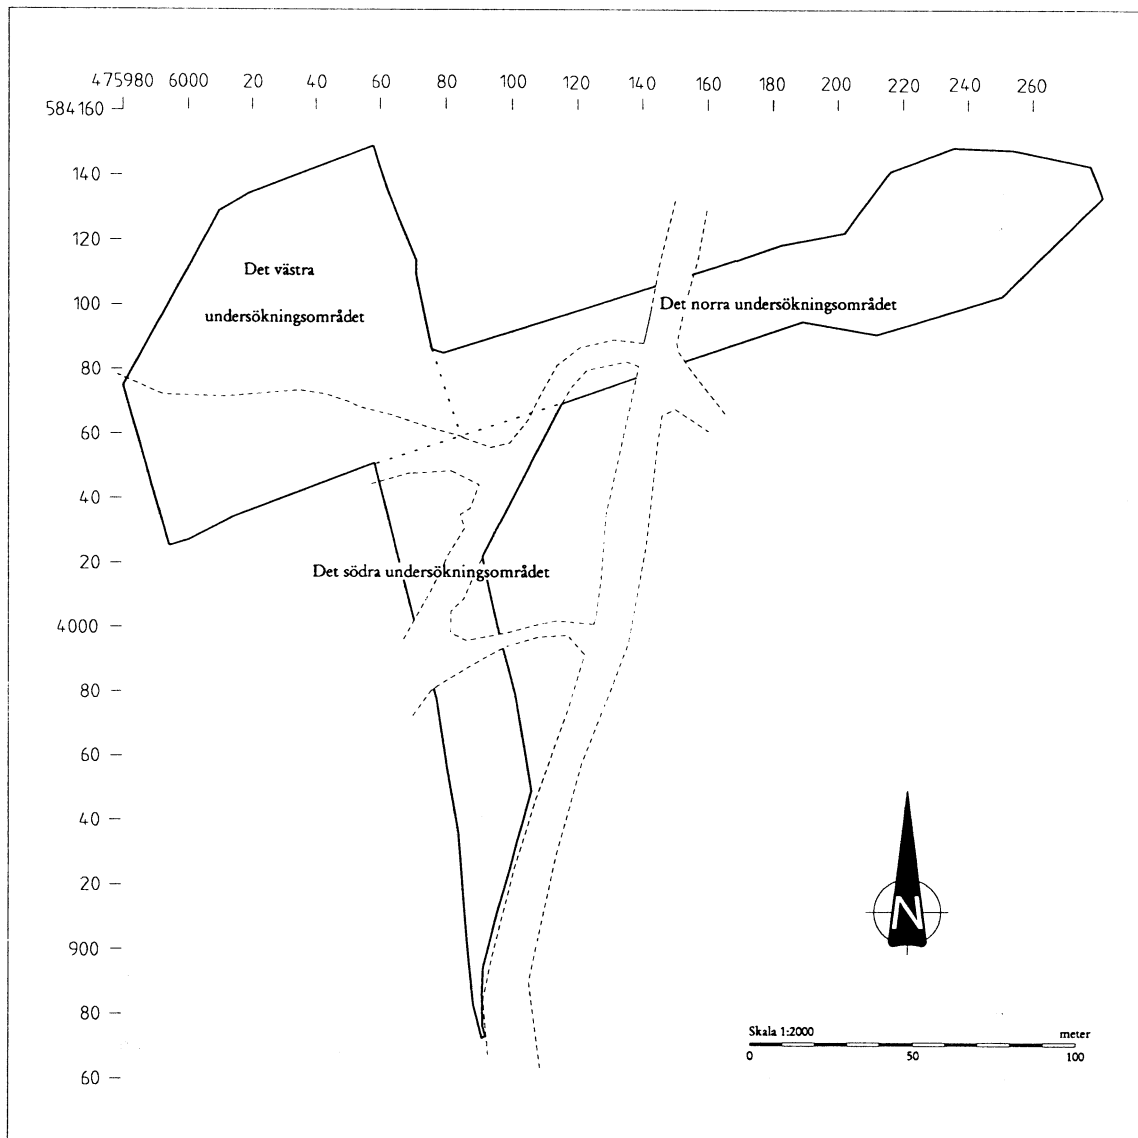 475980 6000 20 40 60 80 100 120 140 160 180 200 220 240 260
584160
140
120
Det västra
undersökningsområdet
100
Det norra undersökningsområdet
80
60
40
20
Det södra undersökningsområdet
4000
80
60
40
20
N
900
80
Skala 1:2000 meter
0 50 100
60